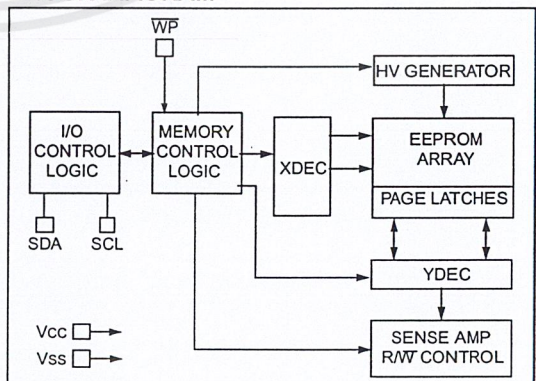 WP
HV GENERATOR
I/O
CONTROL
LOGIC
MEMORY
CONTROL
LOGIC
XDEC
EEPROM
ARRAY
PAGE LATCHES
SDA
SCL
YDEC
Vcc
Vss
SENSE AMP
R/W CONTROL